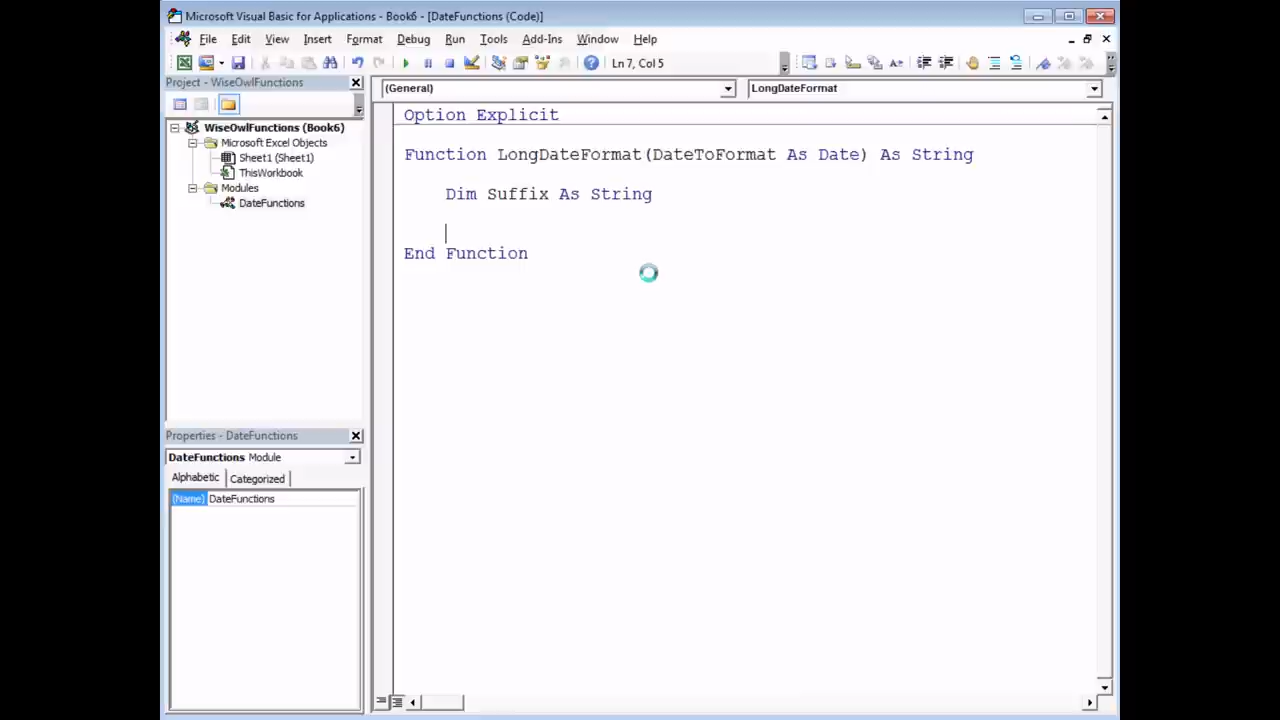 Microsoft Visual Basic for Applications - Book6 - [DateFunctions (Code)]
File Edit View Insert Format Debug Run Tools Add-Ins Window Help
Ln 7, Col 5
Project - WiseOwlFunctions
(General) LongDateFormat
WiseOwlFunctions (Book6)
Microsoft Excel Objects
Sheet1 (Sheet1)
ThisWorkbook
Modules
DateFunctions
Option Explicit
Function LongDateFormat(DateToFormat As Date) As String
Dim Suffix As String
End Function
Properties - DateFunctions
DateFunctions Module
Alphabetic Categorized
(Name) DateFunctions